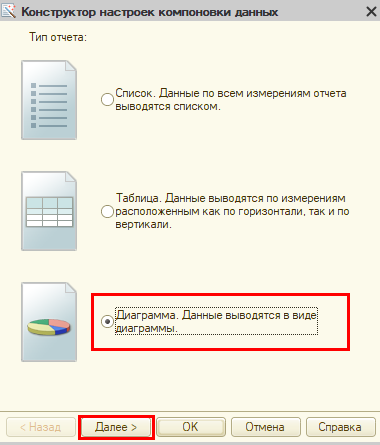 Конструктор настроек компоновки данных
Тип отчета:
Список. Данные по всем измерениям отчета
выводятся списком.
Таблица. Данные выводятся по измерениям
расположенным как по горизонтали, так и по
вертикали.
Диаграмма. Данные выводятся в виде
диаграммы.
< Назад Далее > OK Отмена Справка